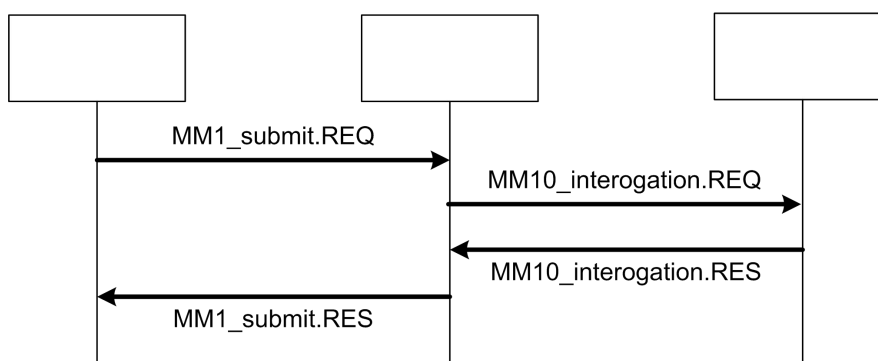 MM1_submit.REQ
MM10_interogation.REQ
MM10_interogation.RES
MM1_submit.RES